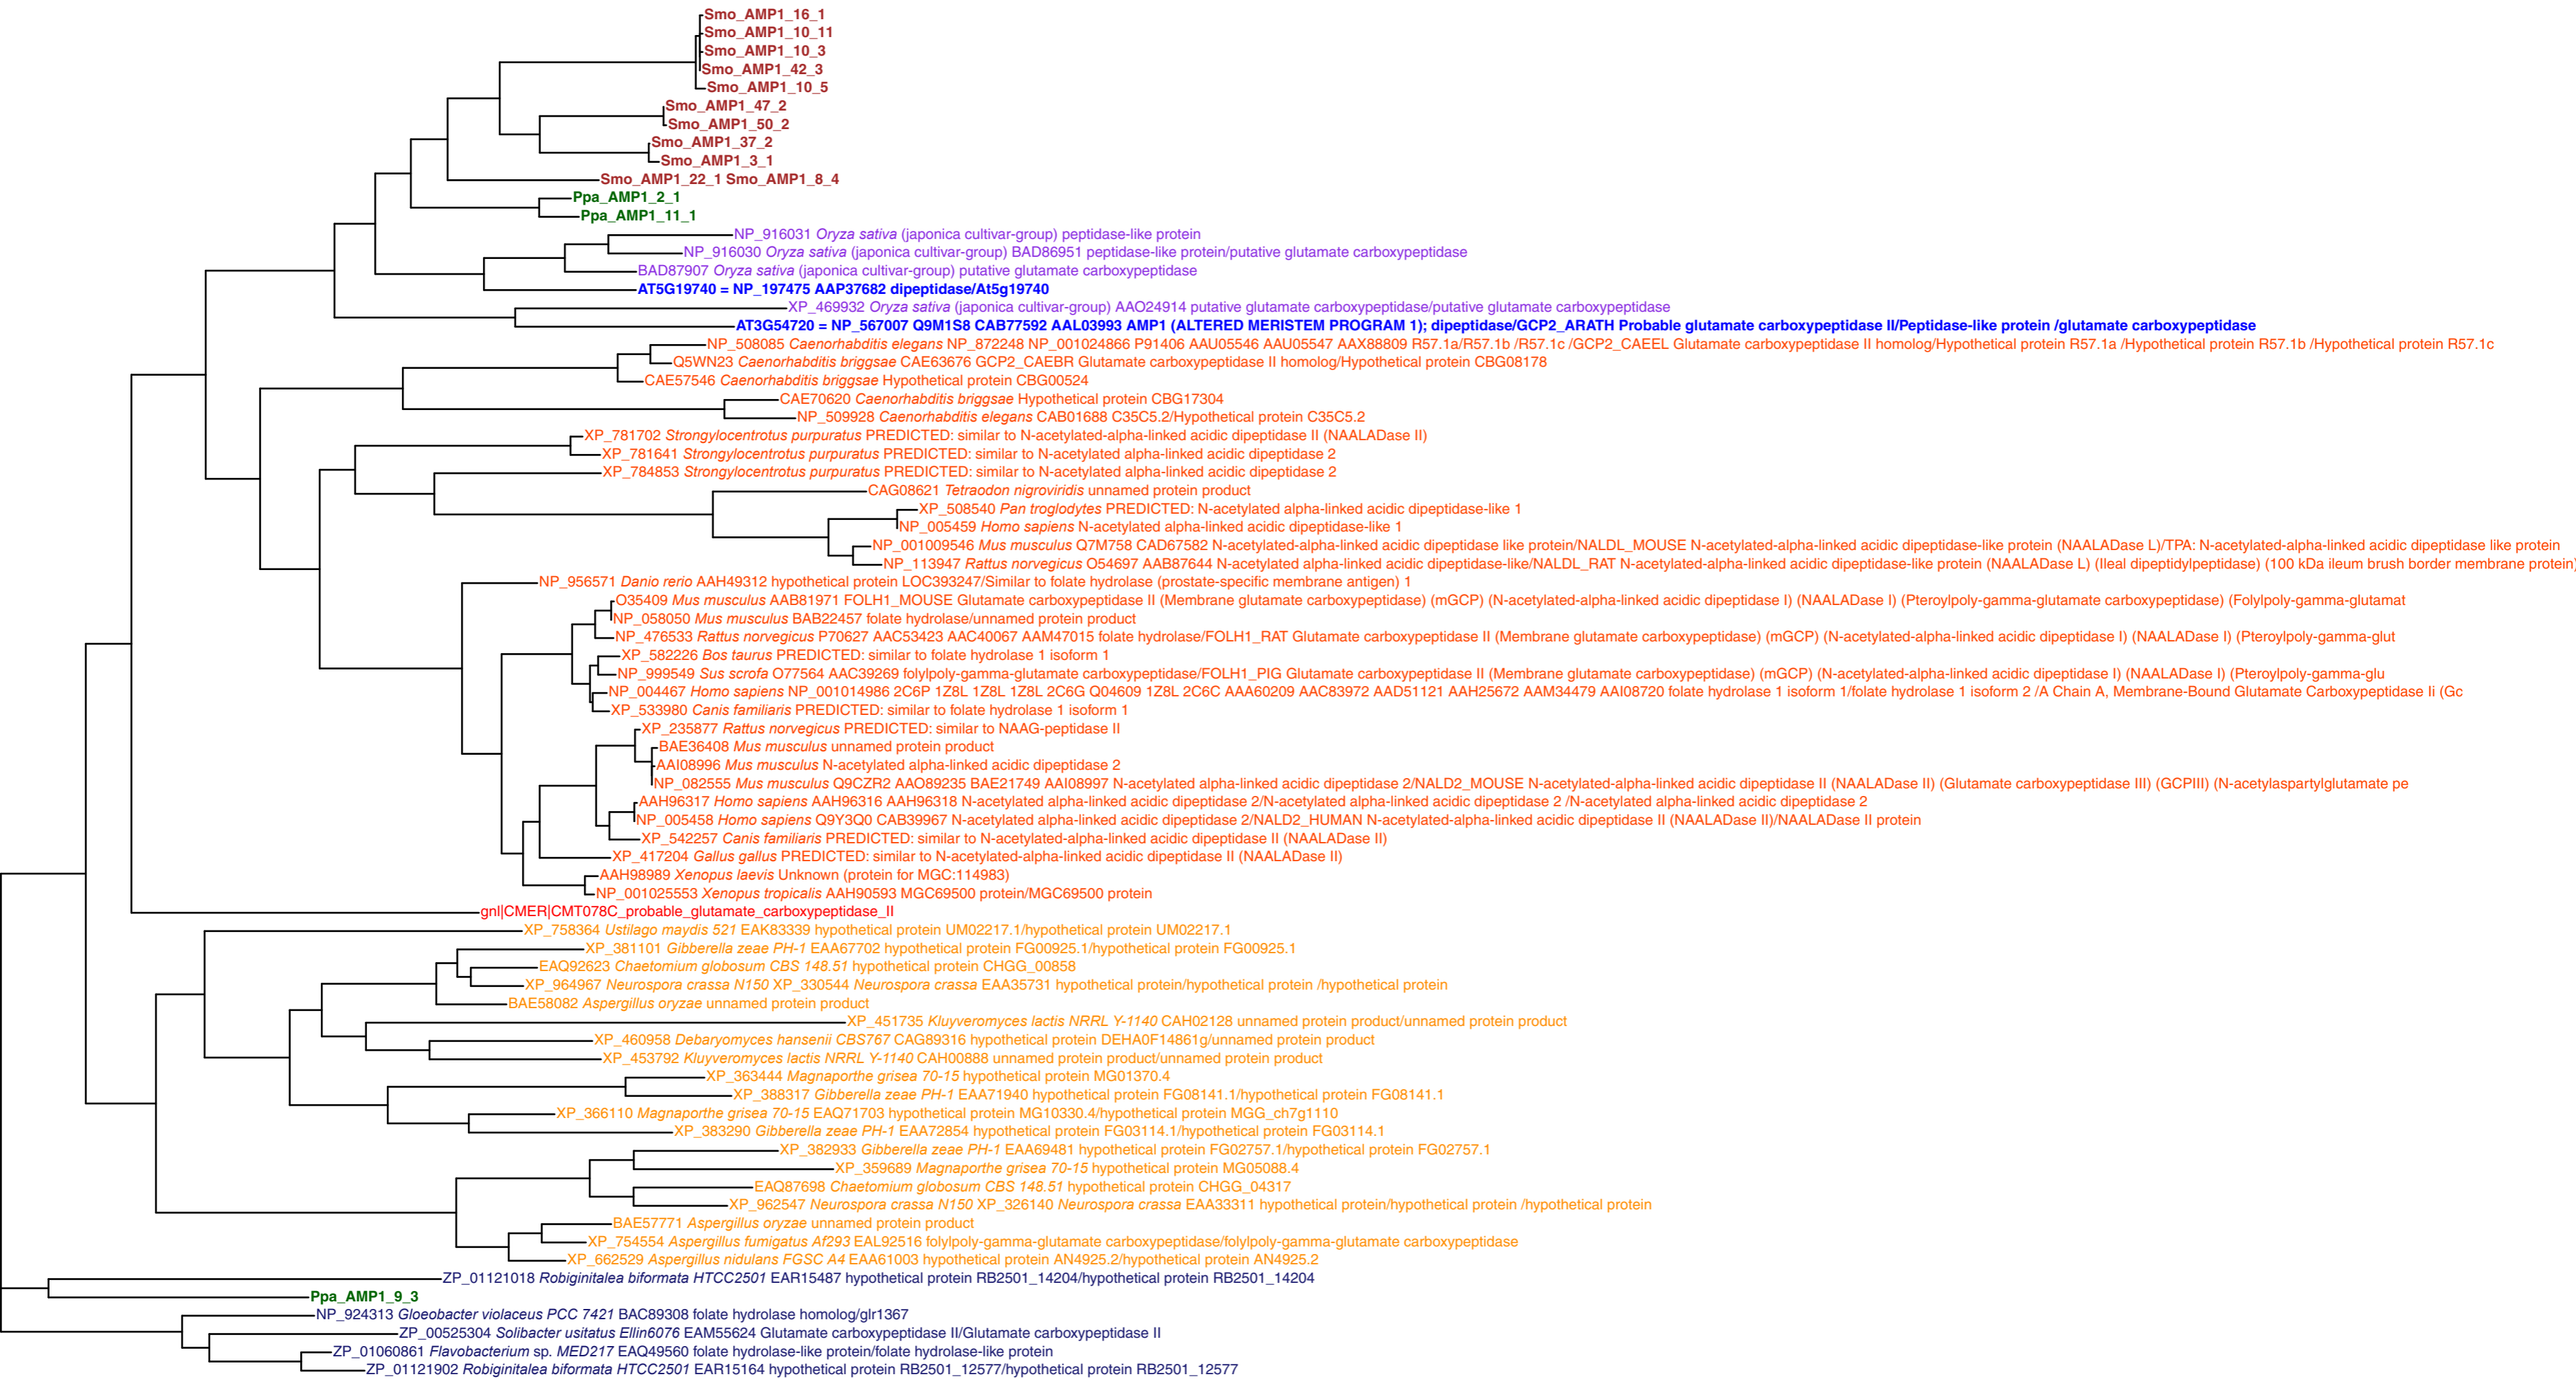 Smo_AMP1_16_1
Smo_AMP1_10_11
Smo_AMP1_10_3
Smo_AMP1_42_3
Smo_AMP1_10_5
Smo_AMP1_47_2
Smo_AMP1_50_2
Smo_AMP1_37_2
Smo_AMP1_3_1
Smo_AMP1_22_1 Smo_AMP1_8_4
Ppa_AMP1_2_1
Ppa_AMP1_11_1
NP_916031 Oryza sativa (japonica cultivar-group) peptidase-like protein
NP_916030 Oryza sativa (japonica cultivar-group) BAD86951 peptidase-like protein/putative glutamate carboxypeptidase
BAD87907 Oryza sativa (japonica cultivar-group) putative glutamate carboxypeptidase
AT5G19740 = NP_197475 AAP37682 dipeptidase/At5g19740
XP_469932 Oryza sativa (japonica cultivar-group) AAO24914 putative glutamate carboxypeptidase/putative glutamate carboxypeptidase
AT3G54720 = NP_567007 Q9M1S8 CAB77592 AAL03993 AMP1 (ALTERED MERISTEM PROGRAM 1); dipeptidase/GCP2_ARATH Probable glutamate carboxypeptidase II/Peptidase-like protein /glutamate carboxypeptidase
NP_508085 Caenorhabditis elegans NP_872248 NP_001024866 P91406 AAU05546 AAU05547 AAX88809 R57.1a/R57.1b /R57.1c /GCP2_CAEEL Glutamate carboxypeptidase II homolog/Hypothetical protein R57.1a /Hypothetical protein R57.1b /Hypothetical protein R57.1c
Q5WN23 Caenorhabditis briggsae CAE63676 GCP2_CAEBR Glutamate carboxypeptidase II homolog/Hypothetical protein CBG08178
CAE57546 Caenorhabditis briggsae Hypothetical protein CBG00524
CAE70620 Caenorhabditis briggsae Hypothetical protein CBG17304
NP_509928 Caenorhabditis elegans CAB01688 C35C5.2/Hypothetical protein C35C5.2
XP_781702 Strongylocentrotus purpuratus PREDICTED: similar to N-acetylated-alpha-linked acidic dipeptidase II (NAALADase II)
XP_781641 Strongylocentrotus purpuratus PREDICTED: similar to N-acetylated alpha-linked acidic dipeptidase 2
XP_784853 Strongylocentrotus purpuratus PREDICTED: similar to N-acetylated alpha-linked acidic dipeptidase 2
CAG08621 Tetraodon nigroviridis unnamed protein product
XP_508540 Pan troglodytes PREDICTED: N-acetylated alpha-linked acidic dipeptidase-like 1
NP_005459 Homo sapiens N-acetylated alpha-linked acidic dipeptidase-like 1
NP_001009546 Mus musculus Q7M758 CAD67582 N-acetylated-alpha-linked acidic dipeptidase like protein/NALDL_MOUSE N-acetylated-alpha-linked acidic dipeptidase-like protein (NAALADase L)/TPA: N-acetylated-alpha-linked acidic dipeptidase like protein
NP_113947 Rattus norvegicus O54697 AAB87644 N-acetylated alpha-linked acidic dipeptidase-like/NALDL_RAT N-acetylated-alpha-linked acidic dipeptidase-like protein (NAALADase L) (Ileal dipeptidylpeptidase) (100 kDa ileum brush border membrane protein)
NP_956571 Danio rerio AAH49312 hypothetical protein LOC393247/Similar to folate hydrolase (prostate-specific membrane antigen) 1
O35409 Mus musculus AAB81971 FOLH1_MOUSE Glutamate carboxypeptidase II (Membrane glutamate carboxypeptidase) (mGCP) (N-acetylated-alpha-linked acidic dipeptidase I) (NAALADase I) (Pteroylpoly-gamma-glutamate carboxypeptidase) (Folylpoly-gamma-glutamat
NP_058050 Mus musculus BAB22457 folate hydrolase/unnamed protein product
NP_476533 Rattus norvegicus P70627 AAC53423 AAC40067 AAM47015 folate hydrolase/FOLH1_RAT Glutamate carboxypeptidase II (Membrane glutamate carboxypeptidase) (mGCP) (N-acetylated-alpha-linked acidic dipeptidase I) (NAALADase I) (Pteroylpoly-gamma-glut
XP_582226 Bos taurus PREDICTED: similar to folate hydrolase 1 isoform 1
NP_999549 Sus scrofa O77564 AAC39269 folylpoly-gamma-glutamate carboxypeptidase/FOLH1_PIG Glutamate carboxypeptidase II (Membrane glutamate carboxypeptidase) (mGCP) (N-acetylated-alpha-linked acidic dipeptidase I) (NAALADase I) (Pteroylpoly-gamma-glu
NP_004467 Homo sapiens NP_001014986 2C6P 1Z8L 1Z8L 1Z8L 2C6G Q04609 1Z8L 2C6C AAA60209 AAC83972 AAD51121 AAH25672 AAM34479 AAI08720 folate hydrolase 1 isoform 1/folate hydrolase 1 isoform 2 /A Chain A, Membrane-Bound Glutamate Carboxypeptidase Ii (Gc
XP_533980 Canis familiaris PREDICTED: similar to folate hydrolase 1 isoform 1
XP_235877 Rattus norvegicus PREDICTED: similar to NAAG-peptidase II
BAE36408 Mus musculus unnamed protein product
AAI08996 Mus musculus N-acetylated alpha-linked acidic dipeptidase 2
NP_082555 Mus musculus Q9CZR2 AAO89235 BAE21749 AAI08997 N-acetylated alpha-linked acidic dipeptidase 2/NALD2_MOUSE N-acetylated-alpha-linked acidic dipeptidase II (NAALADase II) (Glutamate carboxypeptidase III) (GCPIII) (N-acetylaspartylglutamate pe
AAH96317 Homo sapiens AAH96316 AAH96318 N-acetylated alpha-linked acidic dipeptidase 2/N-acetylated alpha-linked acidic dipeptidase 2 /N-acetylated alpha-linked acidic dipeptidase 2
NP_005458 Homo sapiens Q9Y3Q0 CAB39967 N-acetylated alpha-linked acidic dipeptidase 2/NALD2_HUMAN N-acetylated-alpha-linked acidic dipeptidase II (NAALADase II)/NAALADase II protein
XP_542257 Canis familiaris PREDICTED: similar to N-acetylated-alpha-linked acidic dipeptidase II (NAALADase II)
XP_417204 Gallus gallus PREDICTED: similar to N-acetylated-alpha-linked acidic dipeptidase II (NAALADase II)
AAH98989 Xenopus laevis Unknown (protein for MGC:114983)
NP_001025553 Xenopus tropicalis AAH90593 MGC69500 protein/MGC69500 protein
gnl|CMER|CMT078C_probable_glutamate_carboxypeptidase_II
XP_758364 Ustilago maydis 521 EAK83339 hypothetical protein UM02217.1/hypothetical protein UM02217.1
XP_381101 Gibberella zeae PH-1 EAA67702 hypothetical protein FG00925.1/hypothetical protein FG00925.1
EAQ92623 Chaetomium globosum CBS 148.51 hypothetical protein CHGG_00858
XP_964967 Neurospora crassa N150 XP_330544 Neurospora crassa EAA35731 hypothetical protein/hypothetical protein /hypothetical protein
BAE58082 Aspergillus oryzae unnamed protein product
XP_451735 Kluyveromyces lactis NRRL Y-1140 CAH02128 unnamed protein product/unnamed protein product
XP_460958 Debaryomyces hansenii CBS767 CAG89316 hypothetical protein DEHA0F14861g/unnamed protein product
XP_453792 Kluyveromyces lactis NRRL Y-1140 CAH00888 unnamed protein product/unnamed protein product
XP_363444 Magnaporthe grisea 70-15 hypothetical protein MG01370.4
XP_388317 Gibberella zeae PH-1 EAA71940 hypothetical protein FG08141.1/hypothetical protein FG08141.1
XP_366110 Magnaporthe grisea 70-15 EAQ71703 hypothetical protein MG10330.4/hypothetical protein MGG_ch7g1110
XP_383290 Gibberella zeae PH-1 EAA72854 hypothetical protein FG03114.1/hypothetical protein FG03114.1
XP_382933 Gibberella zeae PH-1 EAA69481 hypothetical protein FG02757.1/hypothetical protein FG02757.1
XP_359689 Magnaporthe grisea 70-15 hypothetical protein MG05088.4
EAQ87698 Chaetomium globosum CBS 148.51 hypothetical protein CHGG_04317
XP_962547 Neurospora crassa N150 XP_326140 Neurospora crassa EAA33311 hypothetical protein/hypothetical protein /hypothetical protein
BAE57771 Aspergillus oryzae unnamed protein product
XP_754554 Aspergillus fumigatus Af293 EAL92516 folylpoly-gamma-glutamate carboxypeptidase/folylpoly-gamma-glutamate carboxypeptidase
XP_662529 Aspergillus nidulans FGSC A4 EAA61003 hypothetical protein AN4925.2/hypothetical protein AN4925.2
ZP_01121018 Robiginitalea biformata HTCC2501 EAR15487 hypothetical protein RB2501_14204/hypothetical protein RB2501_14204
Ppa_AMP1_9_3
NP_924313 Gloeobacter violaceus PCC 7421 BAC89308 folate hydrolase homolog/glr1367
ZP_00525304 Solibacter usitatus Ellin6076 EAM55624 Glutamate carboxypeptidase II/Glutamate carboxypeptidase II
ZP_01060861 Flavobacterium sp. MED217 EAQ49560 folate hydrolase-like protein/folate hydrolase-like protein
ZP_01121902 Robiginitalea biformata HTCC2501 EAR15164 hypothetical protein RB2501_12577/hypothetical protein RB2501_12577